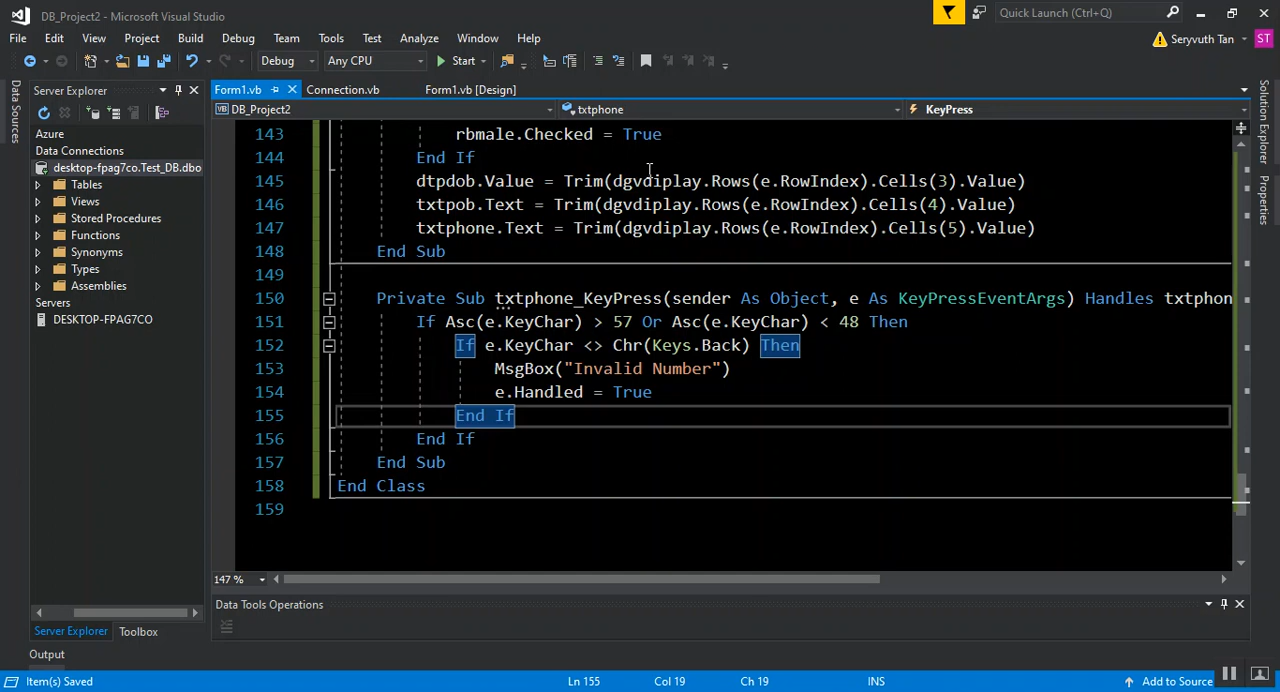 DB_Project2 - Microsoft Visual Studio
Quick Launch (Ctrl+Q)
File Edit View Project Build Debug Team Tools Test Analyze Window Help
Seryvuth Tan ST
Debug Any CPU Start
Data Sources
Server Explorer
Azure
Data Connections
desktop-fpag7co.Test_DB.dbo
Tables
Views
Stored Procedures
Functions
Synonyms
Types
Assemblies
Servers
DESKTOP-FPAG7CO
Server Explorer Toolbox
Form1.vb Connection.vb Form1.vb [Design]
VB DB_Project2 txtphone KeyPress
143 rbmale.Checked = True
144 End If
145 dtpdob.Value = Trim(dgvdiplay.Rows(e.RowIndex).Cells(3).Value)
146 txtpob.Text = Trim(dgvdiplay.Rows(e.RowIndex).Cells(4).Value)
147 txtphone.Text = Trim(dgvdiplay.Rows(e.RowIndex).Cells(5).Value)
148 End Sub
149
150 Private Sub txtphone_KeyPress(sender As Object, e As KeyPressEventArgs) Handles txtphon
151 If Asc(e.KeyChar) > 57 Or Asc(e.KeyChar) < 48 Then
152 If e.KeyChar <> Chr(Keys.Back) Then
153 MsgBox("Invalid Number")
154 e.Handled = True
155 End If
156 End If
157 End Sub
158 End Class
159
147 %
Data Tools Operations
Solution Explorer
Properties
Output
Item(s) Saved Ln 155 Col 19 Ch 19 INS Add to Source